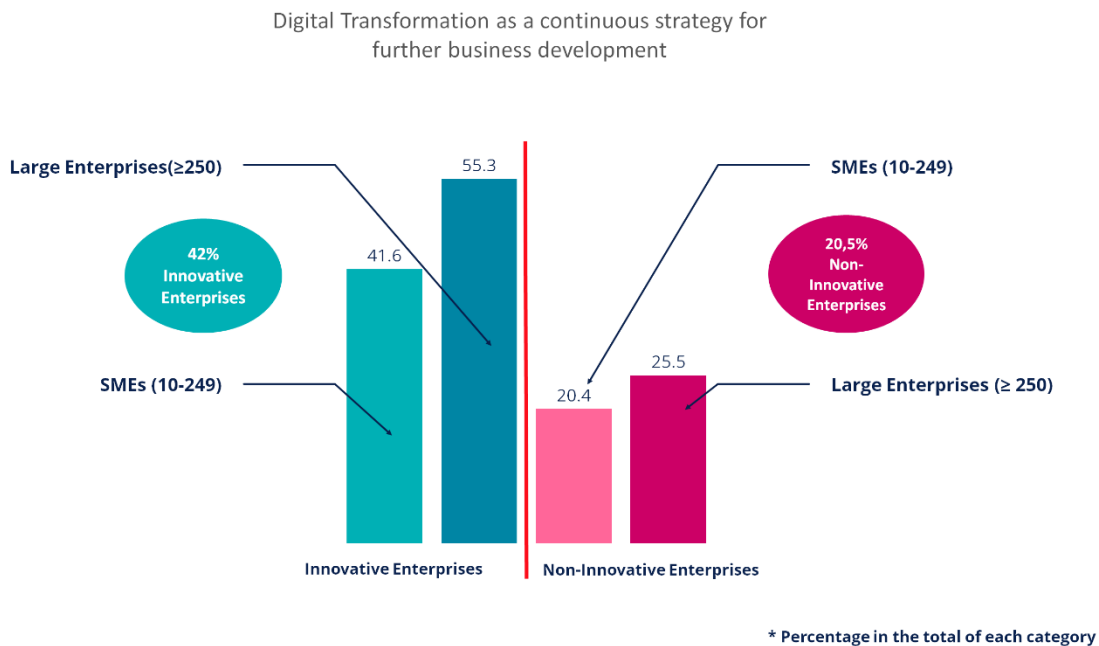 Digital Transformation as a continuous strategy for
further business development
Large Enterprises(≥250)
55.3
SMEs (10-249)
42%
Innovative
Enterprises
41.6
20,5%
Non-
Innovative
Enterprises
SMEs (10-249)
20.4
25.5
Large Enterprises (≥ 250)
Innovative Enterprises
Non-Innovative Enterprises
* Percentage in the total of each category